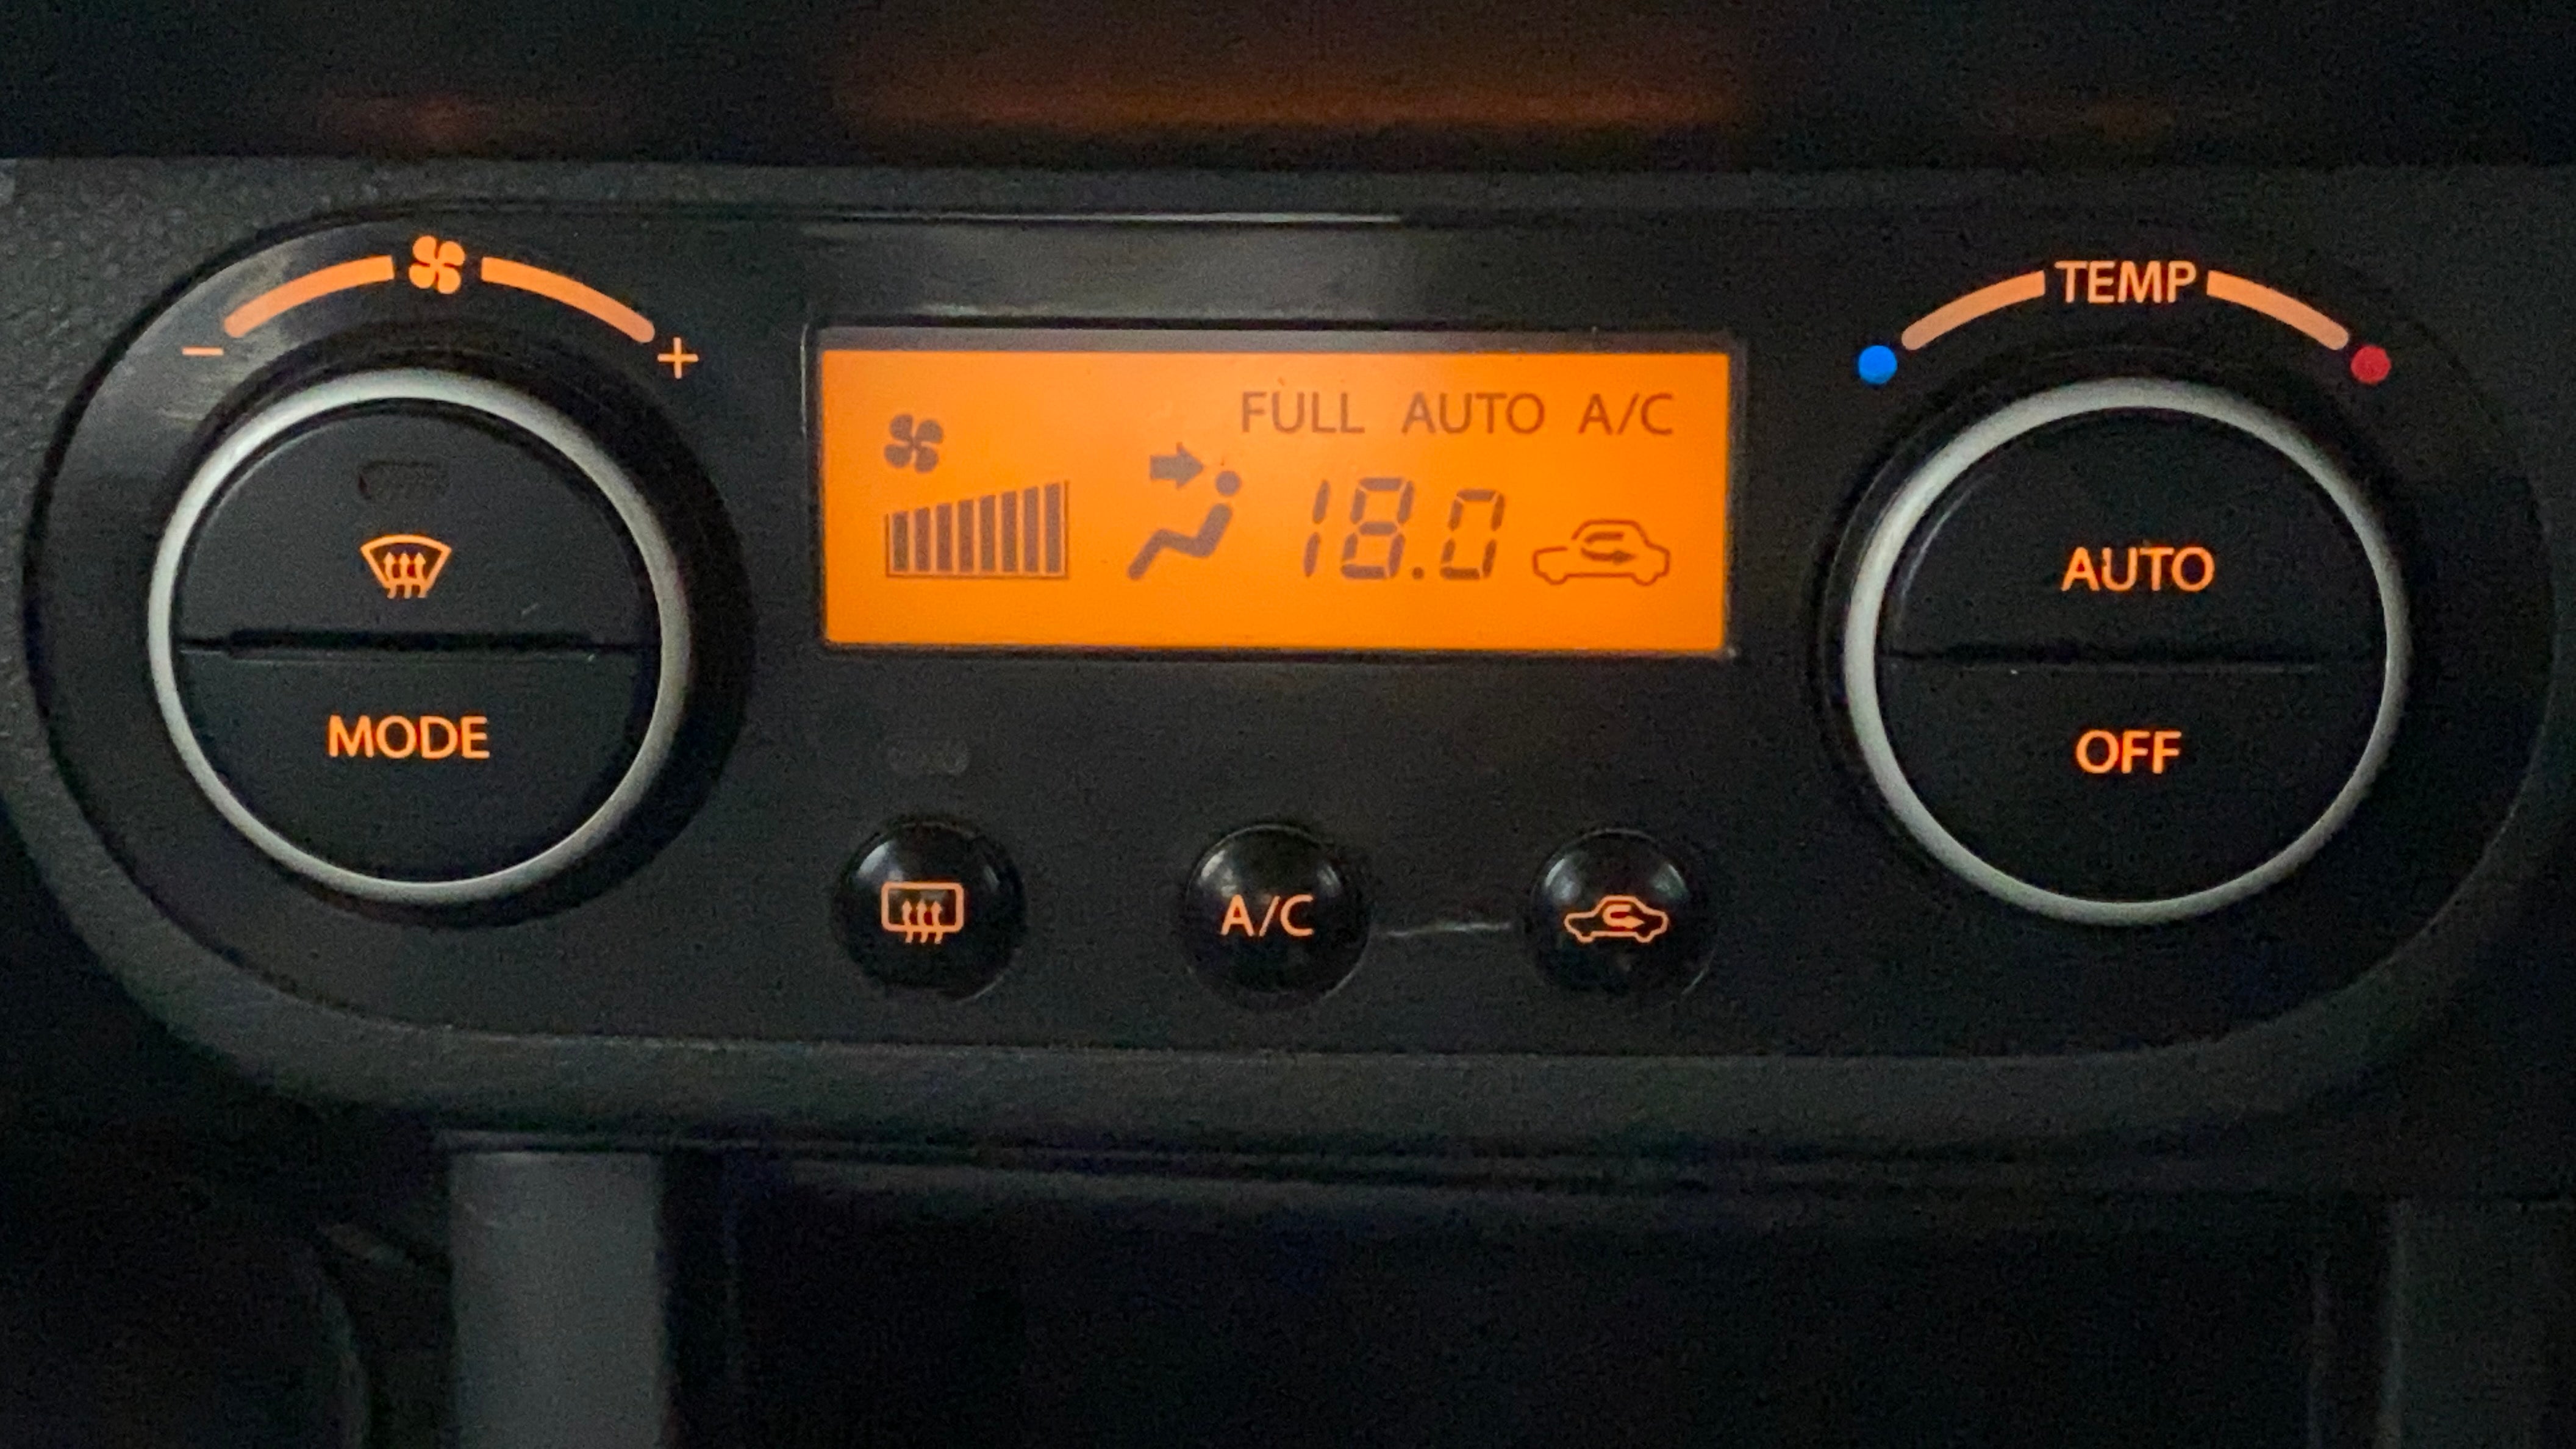 TEMP
FULL AUTO A/C
18.0
AUTO
MODE
OFF
A/C